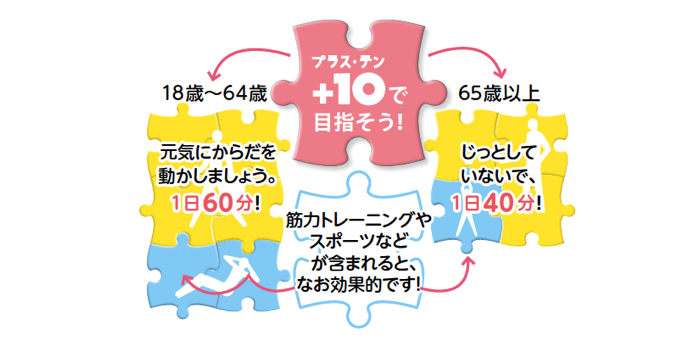 プラス・テン
+10で
目指そう!
18歳〜64歳
元気にからだを
動かしましょう。
1日60分!
65歳以上
じっとして
いないで、
1日40分!
筋力トレーニングや
スポーツなど
が含まれると、
なお効果的です!